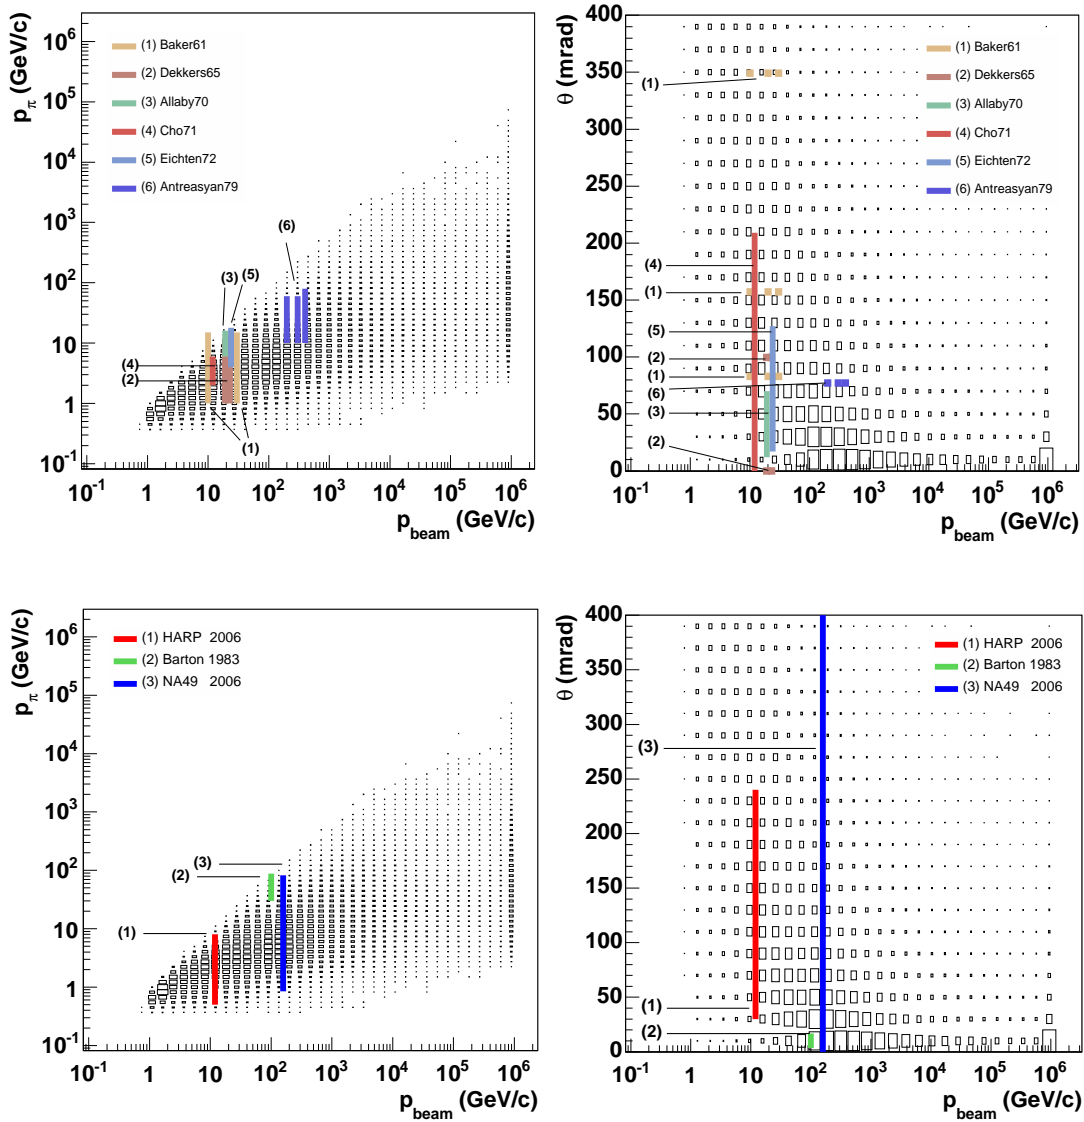 p_π (GeV/c)
10^6
10^5
10^4
10^3
10^2
10
1
10^-1
(1) Baker61
(2) Dekkers65
(3) Allaby70
(4) Cho71
(5) Eichten72
(6) Antreasyan79
(6)
(3)
(5)
(4)
(2)
(1)
10^-1 1 10 10^2 10^3 10^4 10^5 10^6
p_beam (GeV/c)
θ (mrad)
400
350
300
250
200
150
100
50
0
(1) Baker61
(2) Dekkers65
(3) Allaby70
(4) Cho71
(5) Eichten72
(6) Antreasyan79
(1)
(4)
(1)
(5)
(2)
(1)
(6)
(3)
(2)
10^-1 1 10 10^2 10^3 10^4 10^5 10^6
p_beam (GeV/c)
p_π (GeV/c)
10^6
10^5
10^4
10^3
10^2
10
1
10^-1
(1) HARP 2006
(2) Barton 1983
(3) NA49 2006
(3)
(2)
(1)
10^-1 1 10 10^2 10^3 10^4 10^5 10^6
p_beam (GeV/c)
θ (mrad)
400
350
300
250
200
150
100
50
0
(1) HARP 2006
(2) Barton 1983
(3) NA49 2006
(3)
(1)
(2)
10^-1 1 10 10^2 10^3 10^4 10^5 10^6
p_beam (GeV/c)